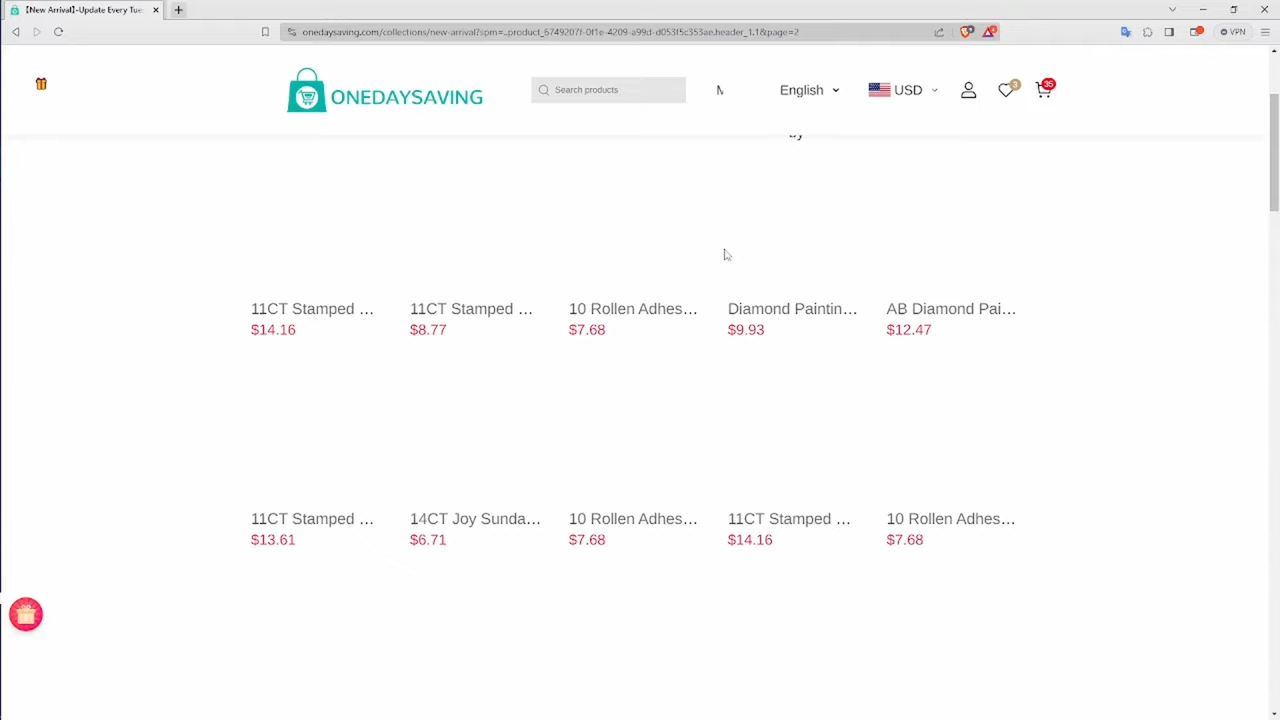 【New Arrival】-Update Every Tue:
onedaysaving.com/collections/new-arrival?spm=..product_6749207f-0f1e-4209-a99d-d053f5c353ae.header_1.1&page=2
VPN
ONEDAYSAVING
Search products
M
English
USD
3
35
by
11CT Stamped ...
11CT Stamped ...
10 Rollen Adhes...
Diamond Paintin...
AB Diamond Pai...
$14.16
$8.77
$7.68
$9.93
$12.47
11CT Stamped ...
14CT Joy Sunda...
10 Rollen Adhes...
11CT Stamped ...
10 Rollen Adhes...
$13.61
$6.71
$7.68
$14.16
$7.68